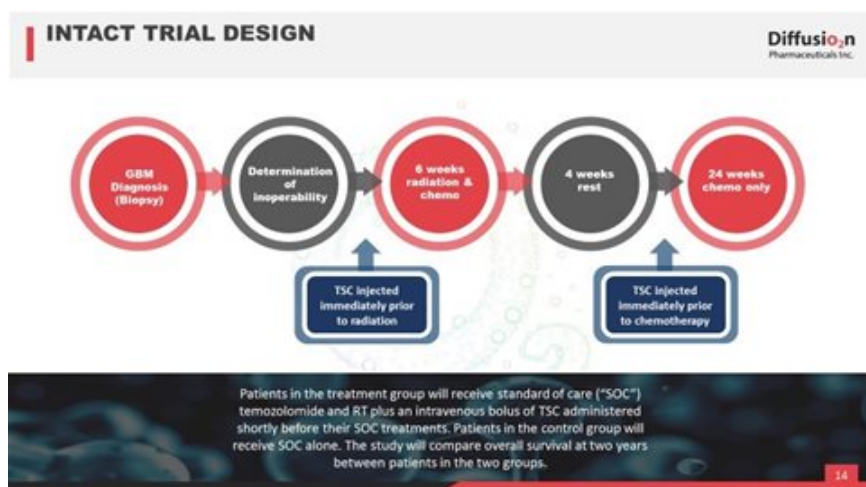 INTACT TRIAL DESIGN
Diffusio₂n
Pharmaceuticals Inc.
GBM
Diagnosis
(Biopsy)
Determination
of
inoperability
6 weeks
radiation &
chemo
4 weeks
rest
24 weeks
chemo only
TSC injected
immediately prior
to radiation
TSC injected
immediately prior
to chemotherapy
Patients in the treatment group will receive standard of care ("SOC")
temozolomide and RT plus an intravenous bolus of TSC administered
shortly before their SOC treatments. Patients in the control group will
receive SOC alone. The study will compare overall survival at two years
between patients in the two groups.
14